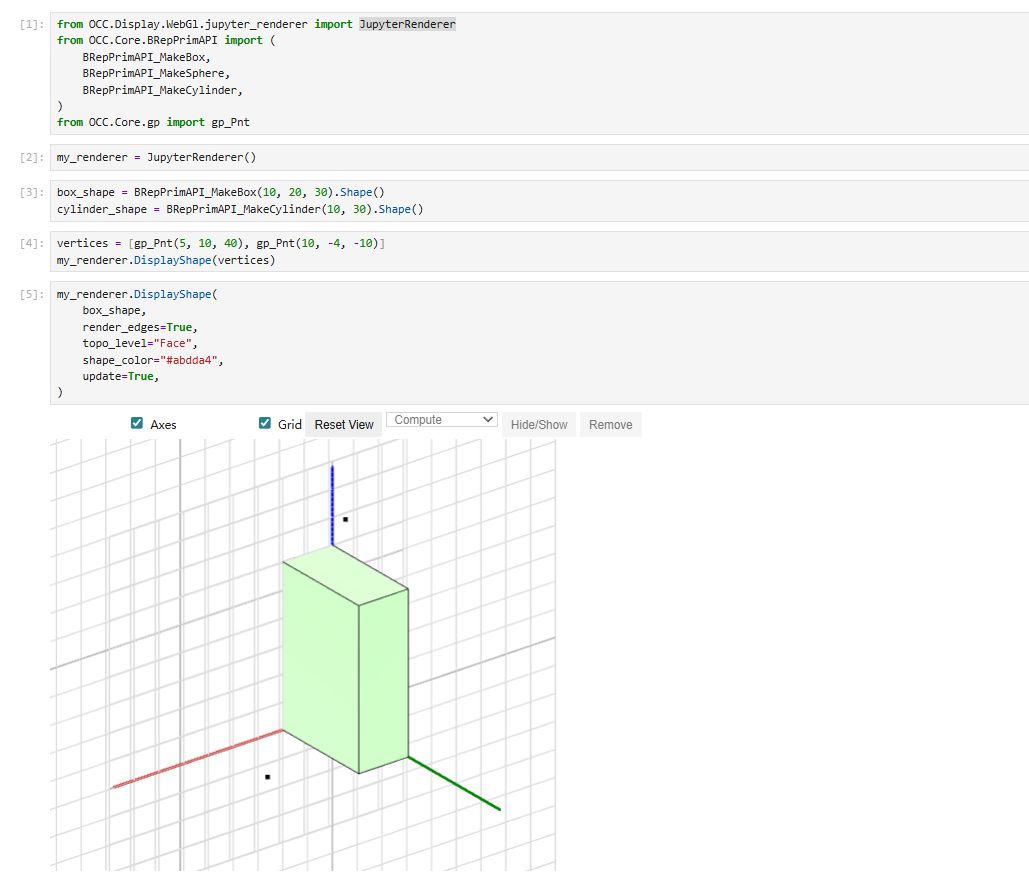 [1]: from OCC.Display.WebGl.jupyter_renderer import JupyterRenderer
from OCC.Core.BRepPrimAPI import (
    BRepPrimAPI_MakeBox,
    BRepPrimAPI_MakeSphere,
    BRepPrimAPI_MakeCylinder,
)
from OCC.Core.gp import gp_Pnt
[2]: my_renderer = JupyterRenderer()
[3]: box_shape = BRepPrimAPI_MakeBox(10, 20, 30).Shape()
cylinder_shape = BRepPrimAPI_MakeCylinder(10, 30).Shape()
[4]: vertices = [gp_Pnt(5, 10, 40), gp_Pnt(10, -4, -10)]
my_renderer.DisplayShape(vertices)
[5]: my_renderer.DisplayShape(
    box_shape,
    render_edges=True,
    topo_level="Face",
    shape_color="#abdda4",
    update=True,
)
Axes Grid Reset View Compute Hide/Show Remove